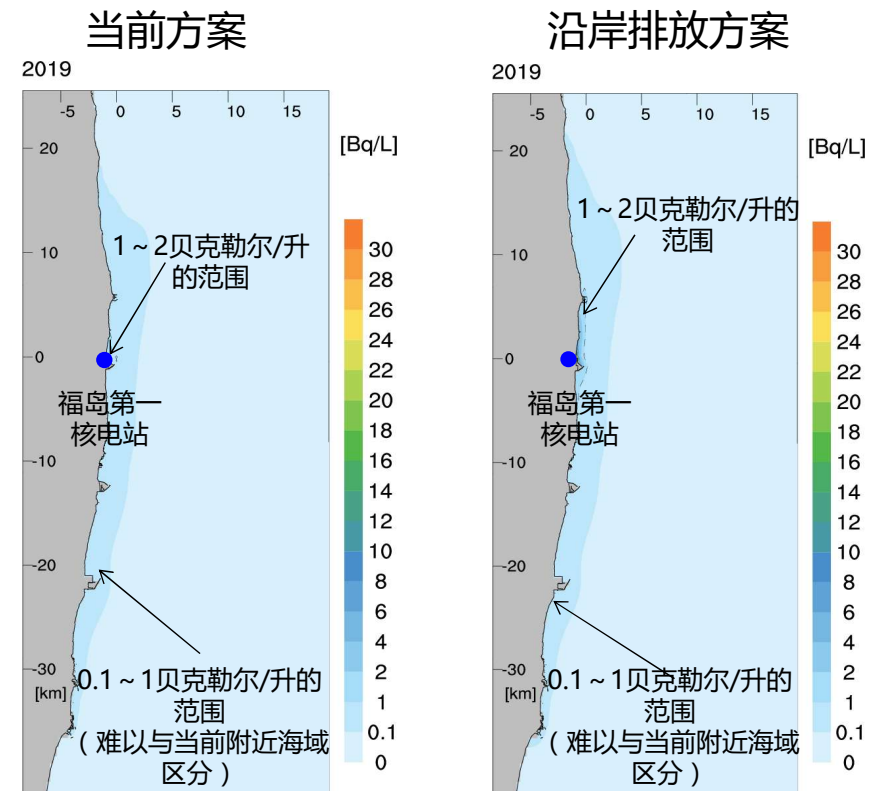 当前方案
2019
-5 0 5 10 15
[Bq/L]
20
10
0
-10
-20
-30
[km]
1～2贝克勒尔/升
的范围
福岛第一
核电站
0.1～1贝克勒尔/升的
范围
（难以与当前附近海域
区分）
30
28
26
24
22
20
18
16
14
12
10
8
6
4
2
1
0.1
0
沿岸排放方案
2019
-5 0 5 10 15
[Bq/L]
20
10
0
-10
-20
-30
[km]
1～2贝克勒尔/升的
范围
福岛第一
核电站
0.1～1贝克勒尔/升的
范围
（难以与当前附近海域
区分）
30
28
26
24
22
20
18
16
14
12
10
8
6
4
2
1
0.1
0